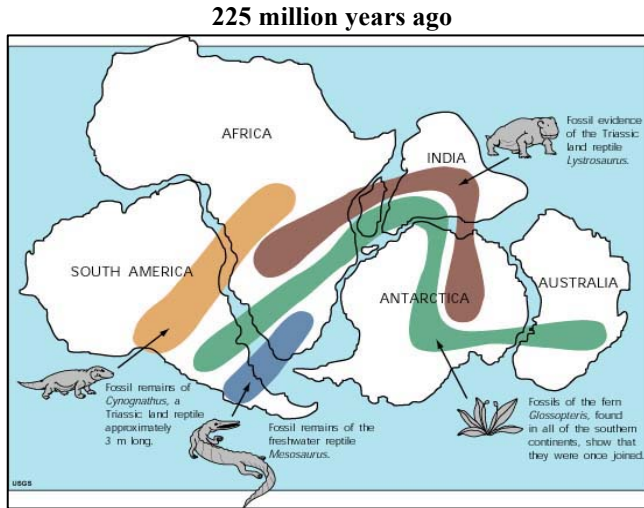 225 million years ago
AFRICA
INDIA
Fossil evidence
of the Triassic
land reptile
Lystrosaurus.
SOUTH AMERICA
ANTARCTICA
AUSTRALIA
Fossil remains of
Cynognathus, a
Triassic land reptile
approximately
3 m long.
Fossil remains of the
freshwater reptile
Mesosaurus.
Fossils of the fern
Glossopteris, found
in all of the southern
continents, show that
they were once joined.
USGS